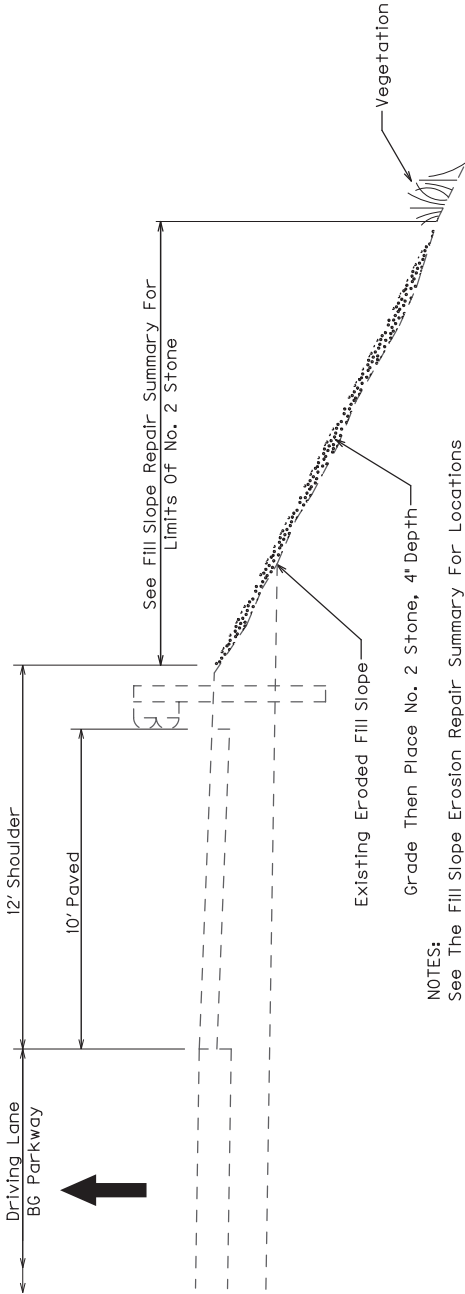 Driving Lane
BG Parkway
12' Shoulder
10' Paved
See Fill Slope Repair Summary For
Limits Of No. 2 Stone
Vegetation
Existing Eroded Fill Slope
Grade Then Place No. 2 Stone, 4" Depth
NOTES:
See The Fill Slope Erosion Repair Summary For Locations